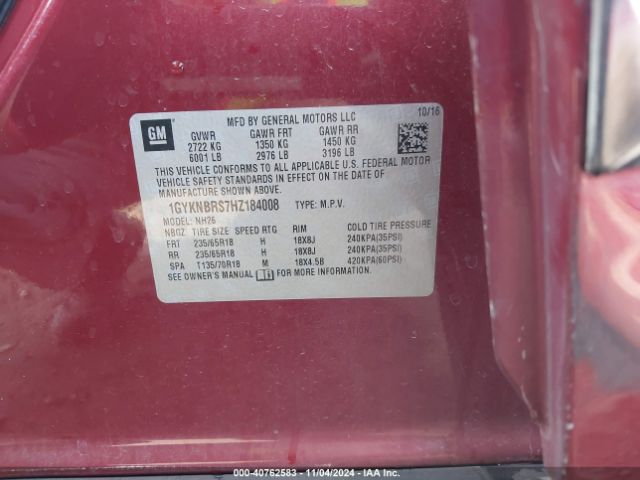 GM
MFD BY GENERAL MOTORS LLC
10/16
GVWR GAWR FRT GAWR RR
2722 KG 1350 KG 1450 KG
6001 LB 2976 LB 3196 LB
THIS VEHICLE CONFORMS TO ALL APPLICABLE U.S. FEDERAL MOTOR
VEHICLE SAFETY STANDARDS IN EFFECT ON THE DATE OF
MANUFACTURE SHOWN ABOVE.
1GYKNBRS7HZ184008 TYPE: M.P.V.
MODEL: NH26
NBGZ TIRE SIZE SPEED RTG RIM COLD TIRE PRESSURE
FRT 235/65R18 H 18X8J 240KPA(35PSI)
RR 235/65R18 H 18X8J 240KPA(35PSI)
SPA T135/70R18 M 18X4.5B 420KPA(60PSI)
SEE OWNER'S MANUAL FOR MORE INFORMATION.
000-40762583 - 11/04/2024 - IAAI.COM